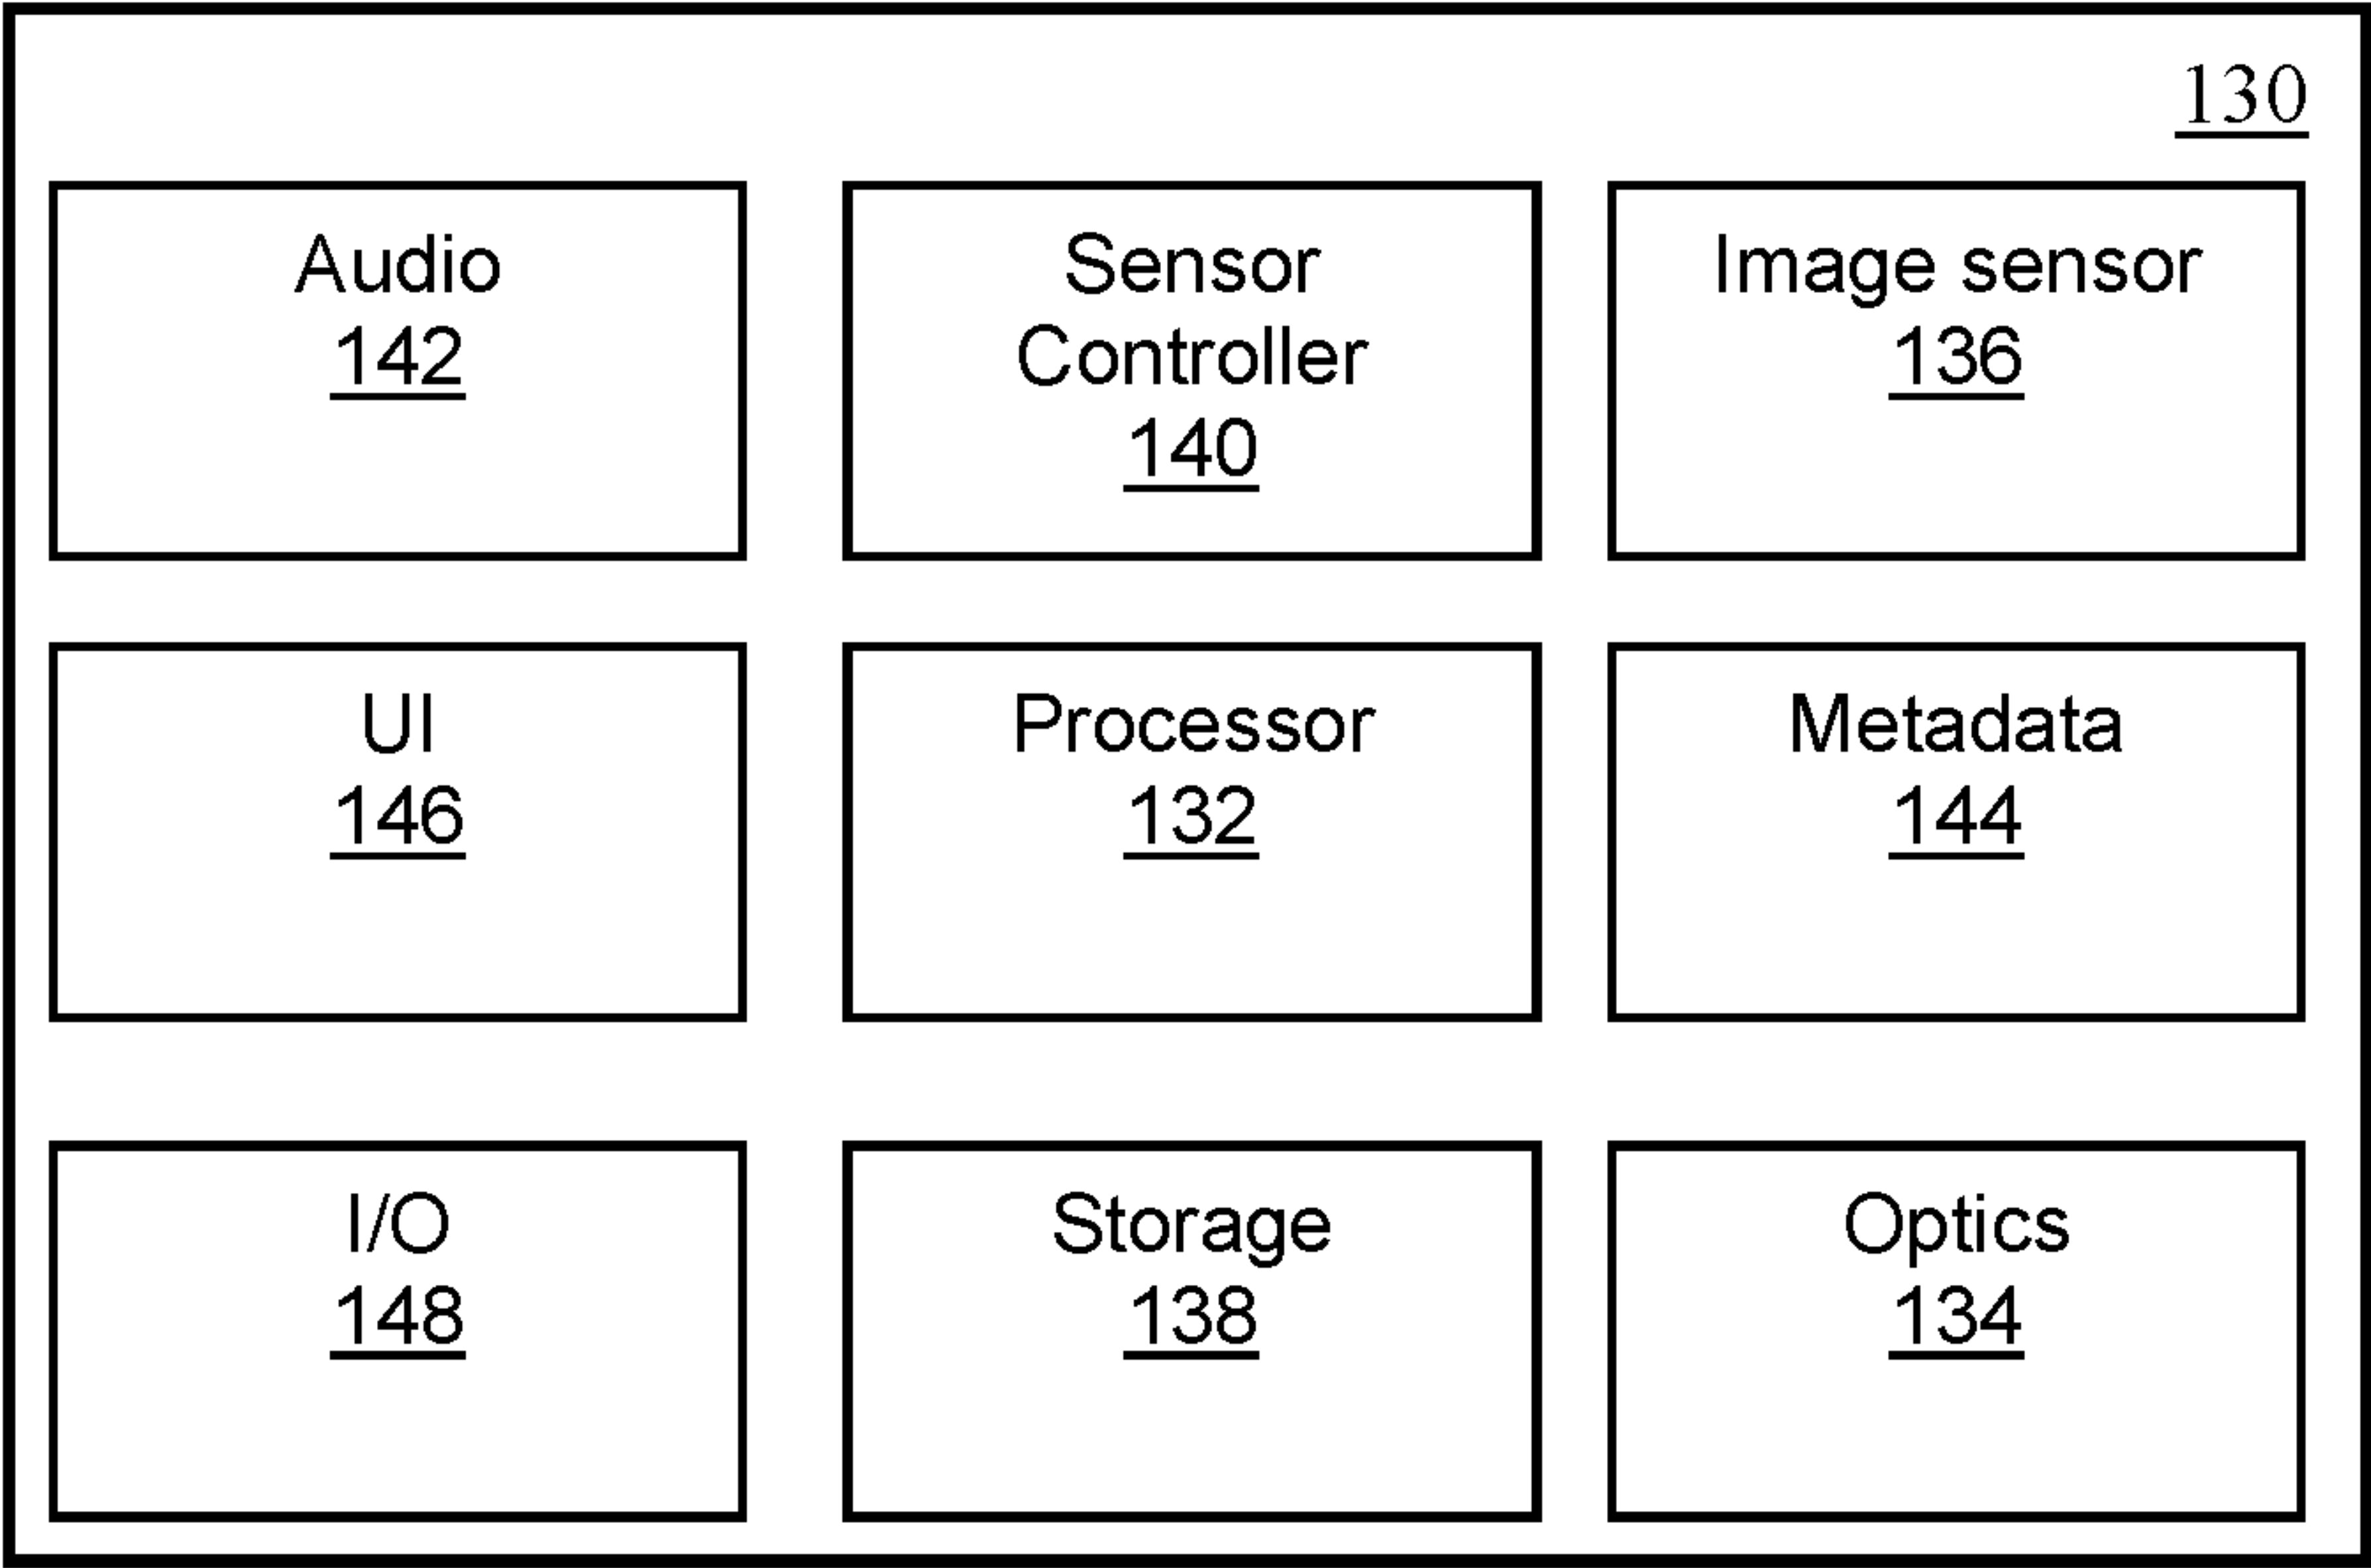 130
Audio
142
Sensor
Controller
140
Image sensor
136
UI
146
Processor
132
Metadata
144
I/O
148
Storage
138
Optics
134